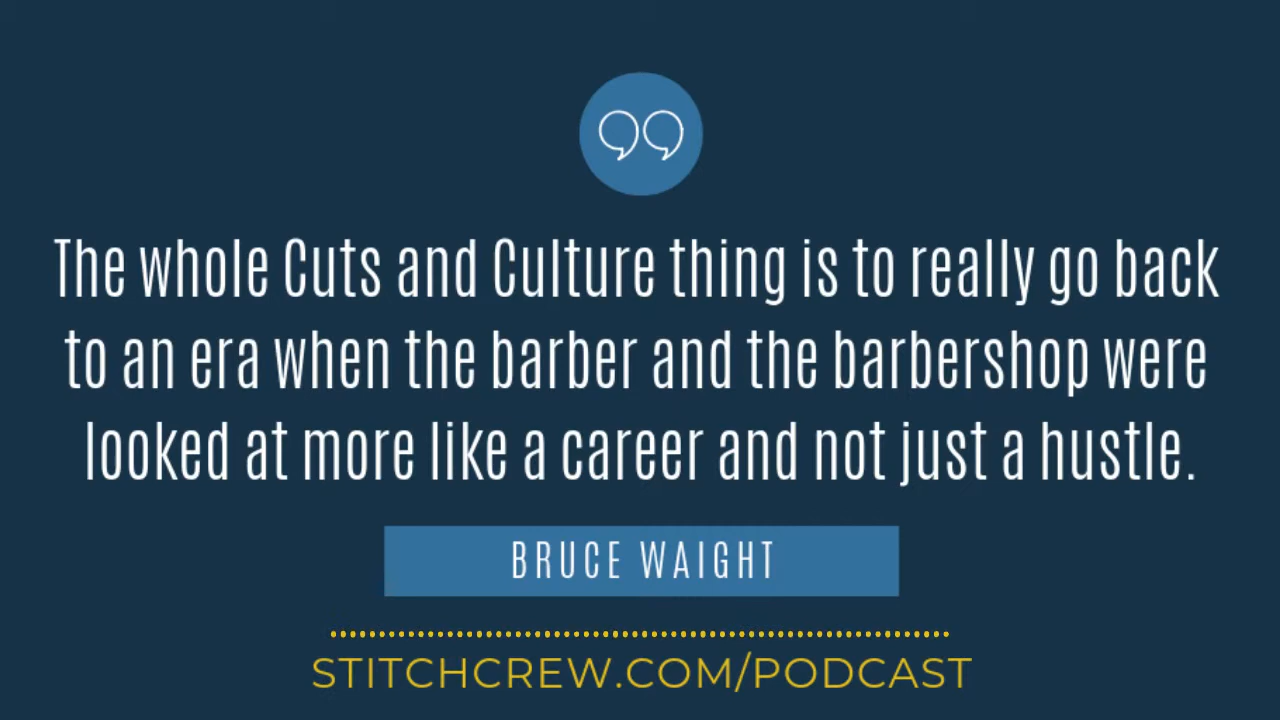 The whole Cuts and Culture thing is to really go back
to an era when the barber and the barbershop were
looked at more like a career and not just a hustle.
BRUCE WAIGHT
STITCHCREW.COM/PODCAST